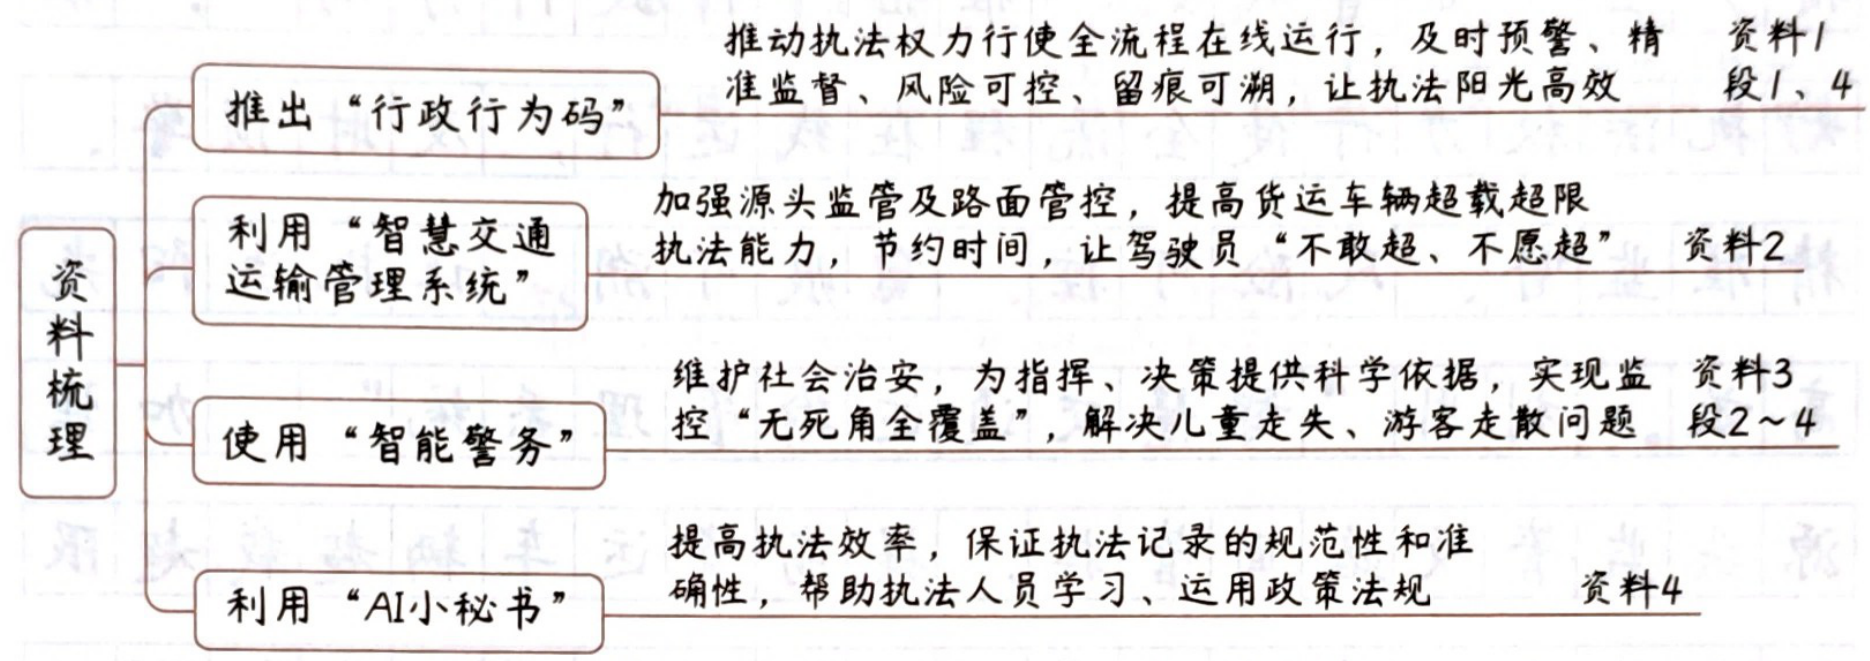 资料梳理
推出“行政行为码”
推动执法权力行使全流程在线运行，及时预警、精
准监督、风险可控、留痕可溯，让执法阳光高效
资料1
段1、4
利用“智慧交通
运输管理系统”
加强源头监管及路面管控，提高货运车辆超载超限
执法能力，节约时间，让驾驶员“不敢超、不愿超”
资料2
使用“智能警务”
维护社会治安，为指挥、决策提供科学依据，实现监
控“无死角全覆盖”，解决儿童走失、游客走散问题
资料3
段2～4
利用“AI小秘书”
提高执法效率，保证执法记录的规范性和准
确性，帮助执法人员学习、运用政策法规
资料4